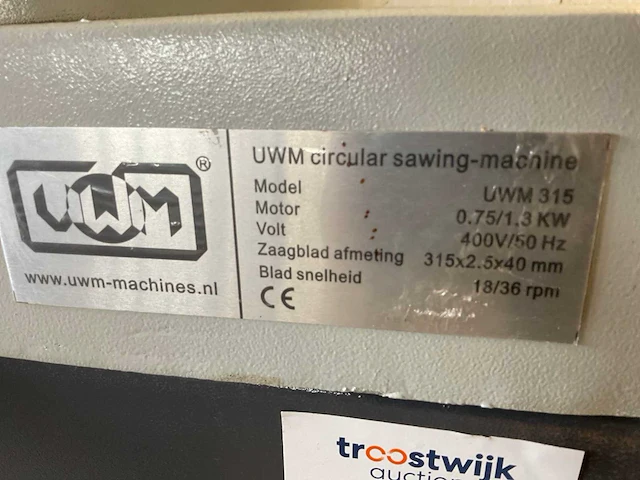 UWM ®
www.uwm-machines.nl
UWM circular sawing-machine
Model : UWM 315
Motor : 0.75/1.3 KW
Volt : 400V/50 Hz
Zaagblad afmeting 315x2.5x40 mm
Blad snelheid 18/36 rpm
CE
troostwijk
auction